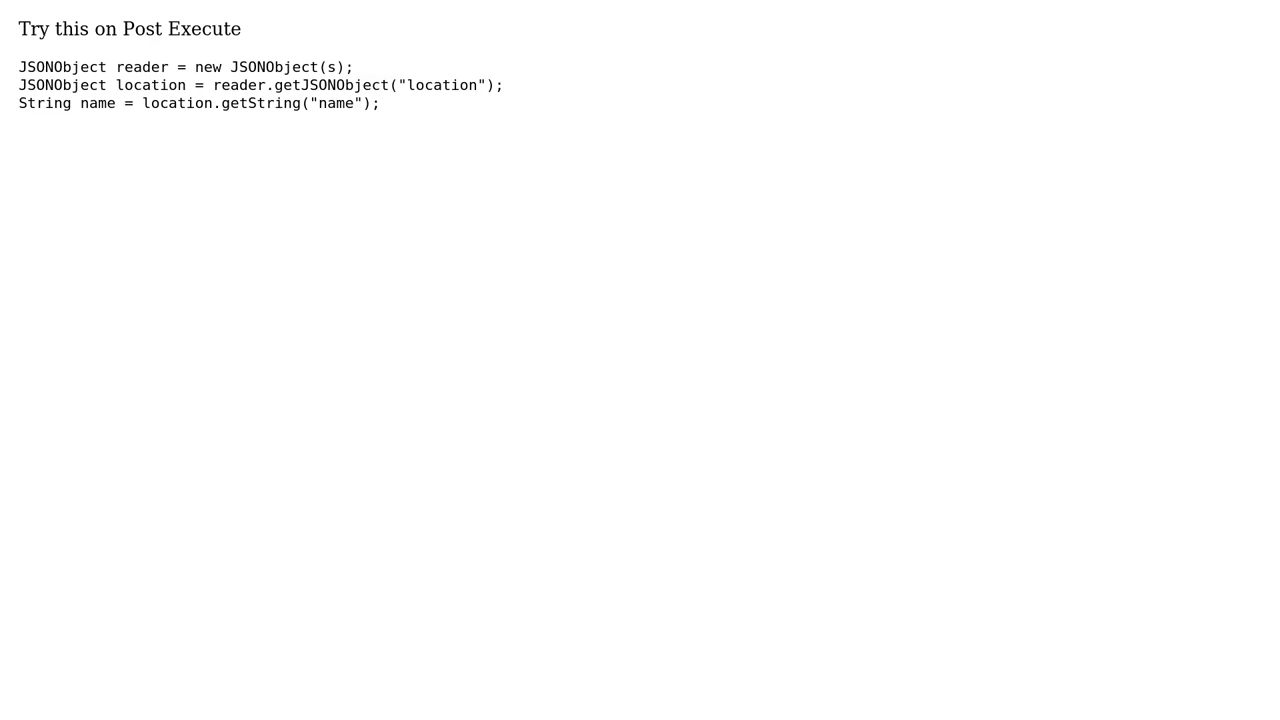 Try this on Post Execute
JSONObject reader = new JSONObject(s);
JSONObject location = reader.getJSONObject("location");
String name = location.getString("name");